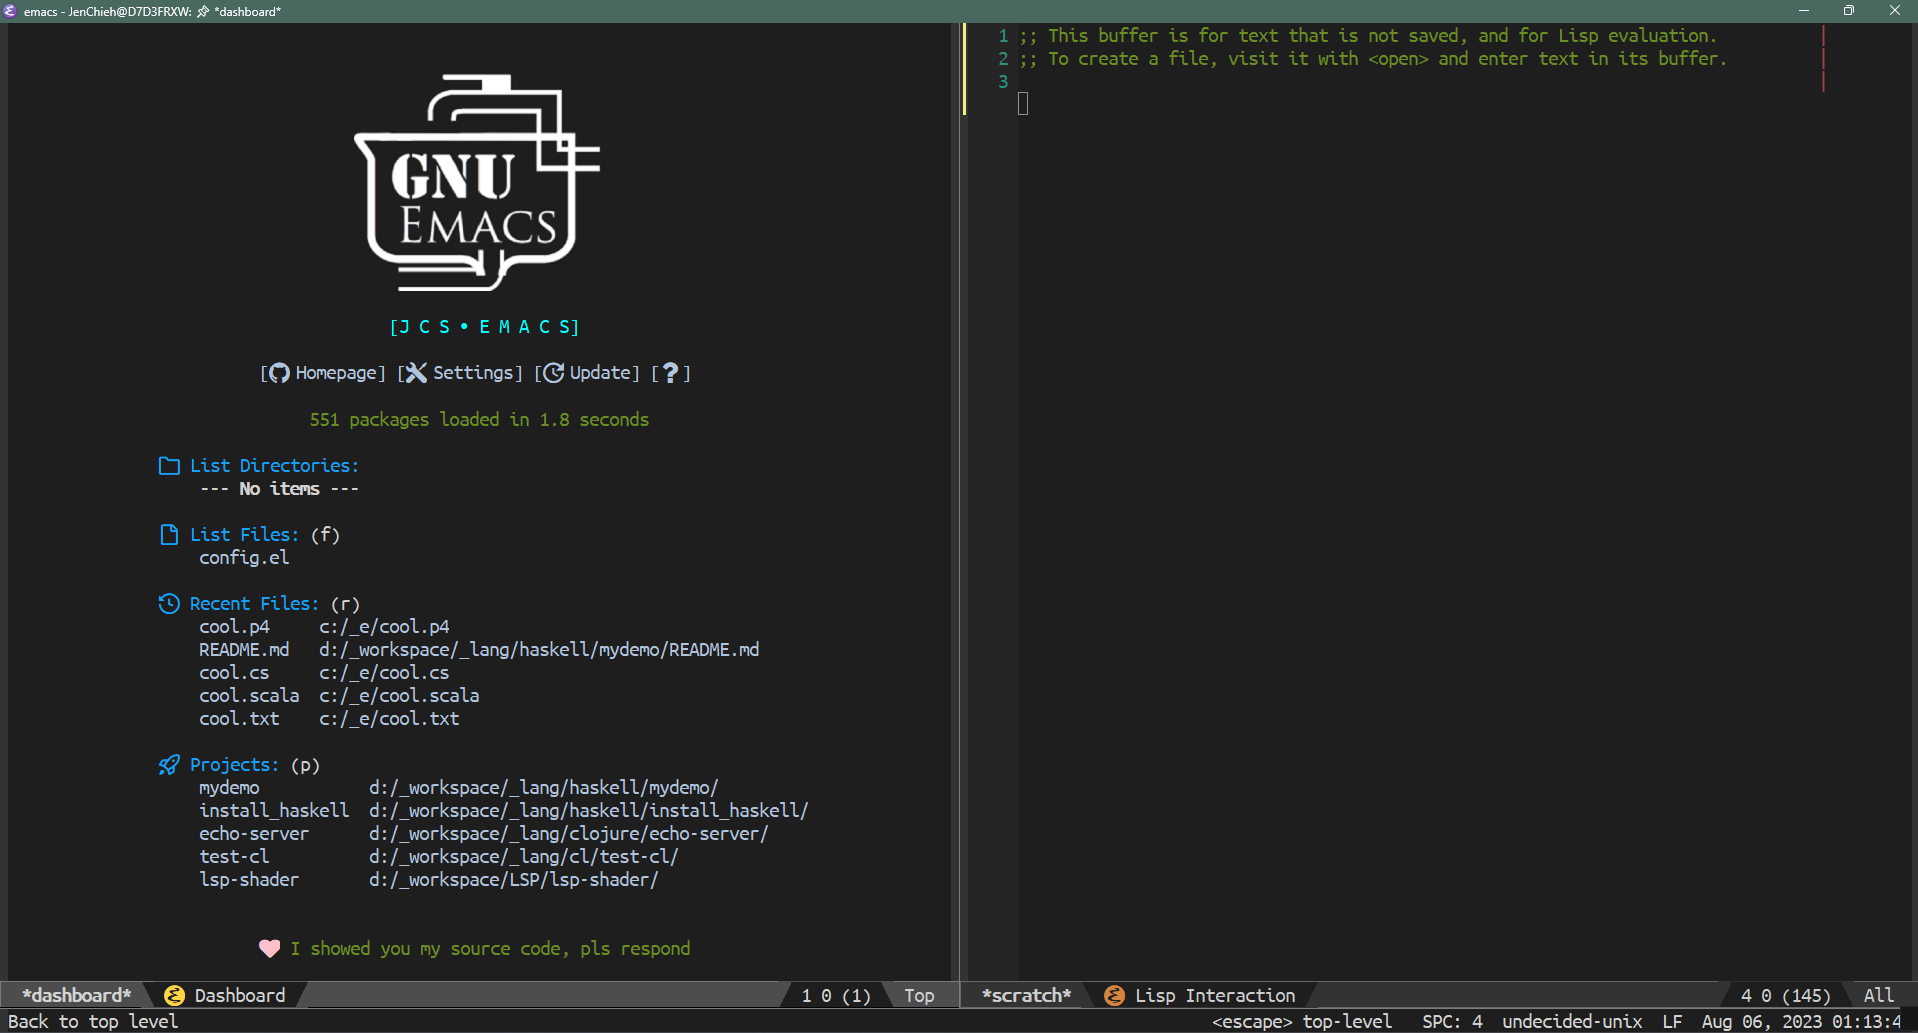 emacs - JenChieh@D7D3FRXW: *dashboard*
GNU
EMACS
[J C S • E M A C S]
[Homepage] [Settings] [Update] [?]
551 packages loaded in 1.8 seconds
List Directories:
--- No items ---
List Files: (f)
config.el
Recent Files: (r)
cool.p4 c:/_e/cool.p4
README.md d:/_workspace/_lang/haskell/mydemo/README.md
cool.cs c:/_e/cool.cs
cool.scala c:/_e/cool.scala
cool.txt c:/_e/cool.txt
Projects: (p)
mydemo d:/_workspace/_lang/haskell/mydemo/
install_haskell d:/_workspace/_lang/haskell/install_haskell/
echo-server d:/_workspace/_lang/clojure/echo-server/
test-cl d:/_workspace/_lang/cl/test-cl/
lsp-shader d:/_workspace/LSP/lsp-shader/
I showed you my source code, pls respond
*dashboard* Dashboard 1 0 (1) Top
1 ;; This buffer is for text that is not saved, and for Lisp evaluation.
2 ;; To create a file, visit it with <open> and enter text in its buffer.
3
*scratch* Lisp Interaction 4 0 (145) All
Back to top level <escape> top-level SPC: 4 undecided-unix LF Aug 06, 2023 01:13:4